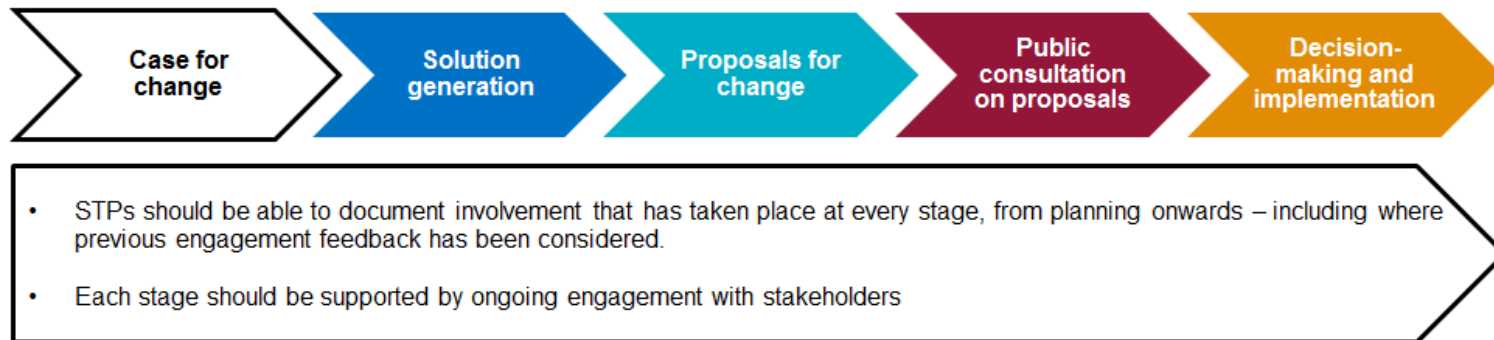 Case for
change
Solution
generation
Proposals for
change
Public
consultation
on proposals
Decision-
making and
implementation
• STPs should be able to document involvement that has taken place at every stage, from planning onwards – including where
previous engagement feedback has been considered.
• Each stage should be supported by ongoing engagement with stakeholders